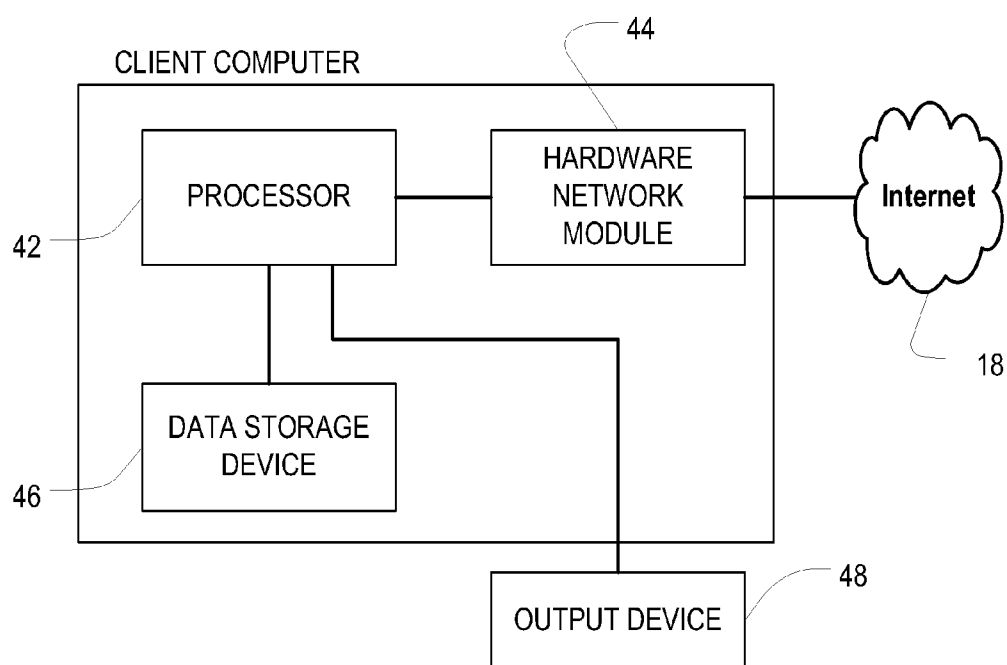 44
CLIENT COMPUTER
PROCESSOR
HARDWARE
NETWORK
MODULE
Internet
42
18
DATA STORAGE
DEVICE
46
48
OUTPUT DEVICE